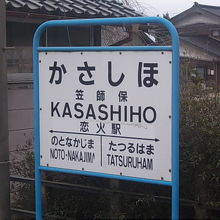 かさしほ
笠師保
KASASHIHO
恋火駅
のとなかじま たつるはま
NOTO-NAKAJIMA TATSURUHAMA